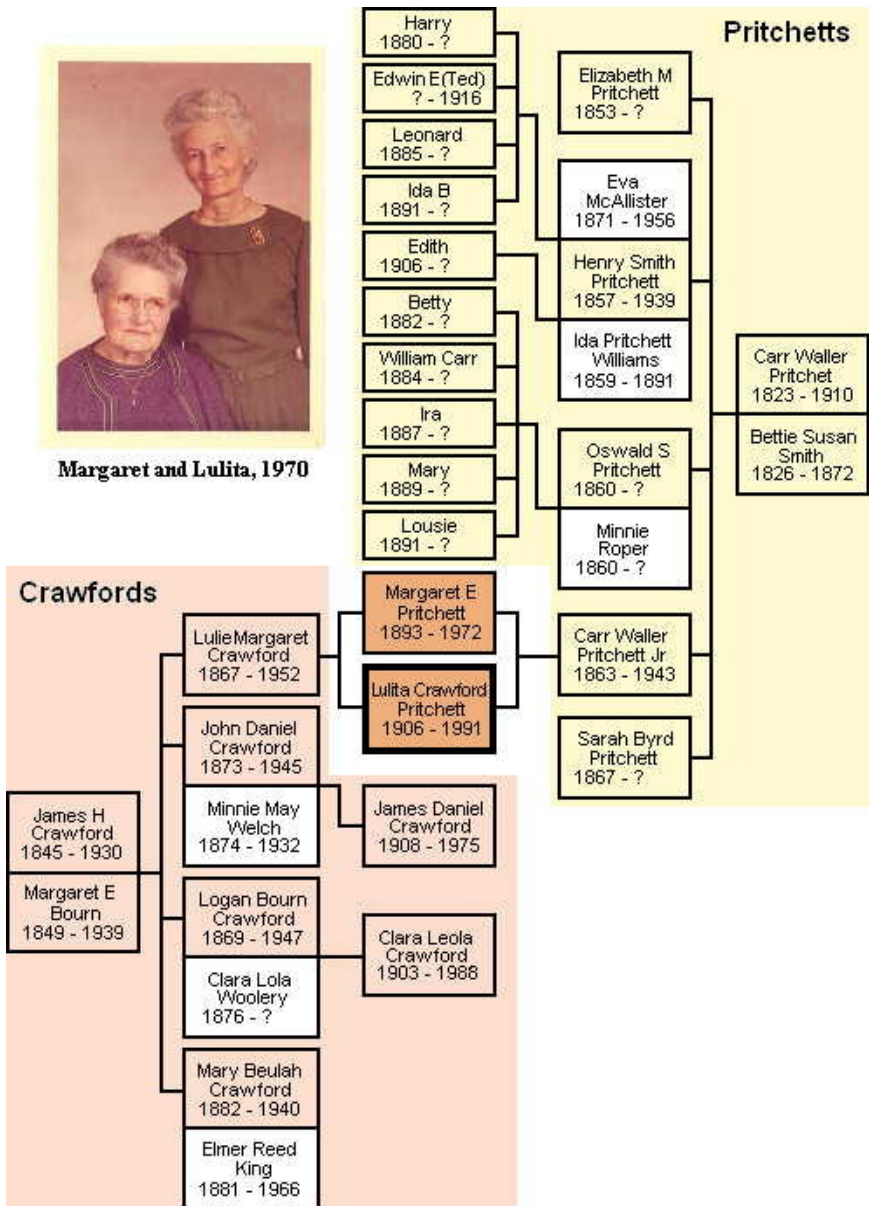 Pritchetts
Harry
1880 - ?
Edwin E(Ted)
? - 1916
Leonard
1885 - ?
Ida B
1891 - ?
Edith
1906 - ?
Betty
1882 - ?
William Carr
1884 - ?
Ira
1887 - ?
Mary
1889 - ?
Lousie
1891 - ?
Elizabeth M
Pritchett
1853 - ?
Eva
McAllister
1871 - 1956
Henry Smith
Pritchett
1857 - 1939
Ida Pritchett
Williams
1859 - 1891
Oswald S
Pritchett
1860 - ?
Minnie
Roper
1860 - ?
Carr Waller
Pritchett Jr
1863 - 1943
Sarah Byrd
Pritchett
1867 - ?
Carr Waller
Pritchet
1823 - 1910
Bettie Susan
Smith
1826 - 1872
Margaret and Lulita, 1970
Margaret E
Pritchett
1893 - 1972
Lulita Crawford
Pritchett
1906 - 1991
Crawfords
Lulie Margaret
Crawford
1867 - 1952
John Daniel
Crawford
1873 - 1945
Minnie May
Welch
1874 - 1932
James Daniel
Crawford
1908 - 1975
James H
Crawford
1845 - 1930
Margaret E
Bourn
1849 - 1939
Logan Bourn
Crawford
1869 - 1947
Clara Lola
Woolery
1876 - ?
Clara Leola
Crawford
1903 - 1988
Mary Beulah
Crawford
1882 - 1940
Elmer Reed
King
1881 - 1966